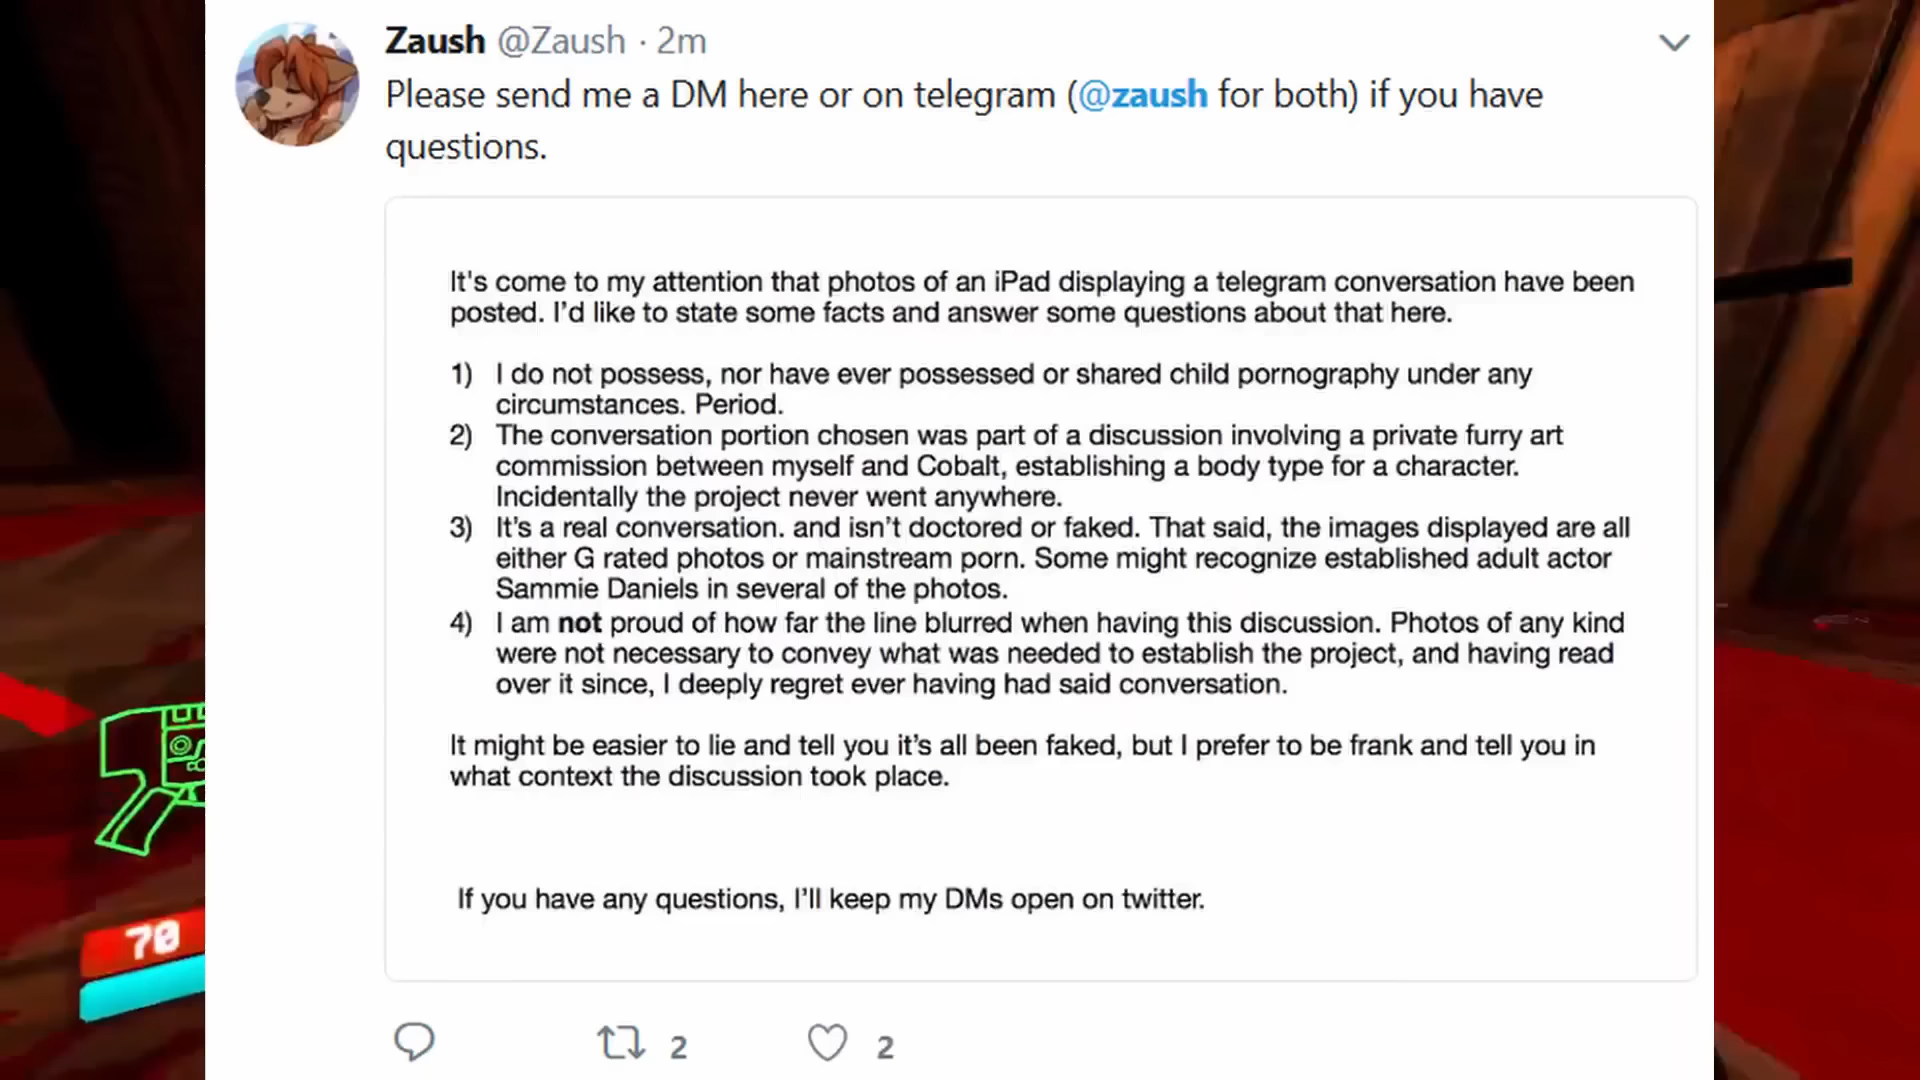 Zaush @Zaush · 2m
Please send me a DM here or on telegram (@zaush for both) if you have
questions.
It's come to my attention that photos of an iPad displaying a telegram conversation have been
posted. I’d like to state some facts and answer some questions about that here.
1) I do not possess, nor have ever possessed or shared child pornography under any
circumstances. Period.
2) The conversation portion chosen was part of a discussion involving a private furry art
commission between myself and Cobalt, establishing a body type for a character.
Incidentally the project never went anywhere.
3) It’s a real conversation. and isn’t doctored or faked. That said, the images displayed are all
either G rated photos or mainstream porn. Some might recognize established adult actor
Sammie Daniels in several of the photos.
4) I am not proud of how far the line blurred when having this discussion. Photos of any kind
were not necessary to convey what was needed to establish the project, and having read
over it since, I deeply regret ever having had said conversation.
It might be easier to lie and tell you it’s all been faked, but I prefer to be frank and tell you in
what context the discussion took place.
If you have any questions, I’ll keep my DMs open on twitter.
70
2 2